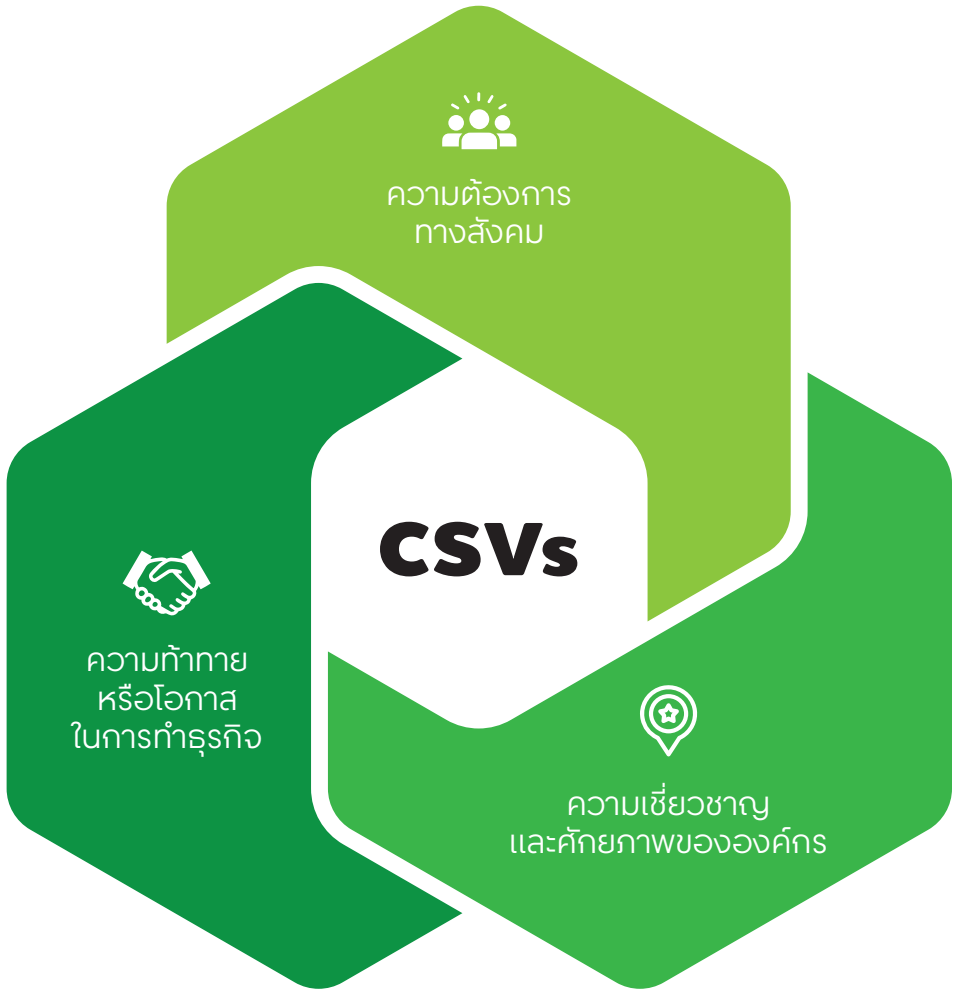 ความต้องการ
ทางสังคม
CSVs
ความท้าทาย
หรือโอกาส
ในการทำธุรกิจ
ความเชี่ยวชาญ
และศักยภาพขององค์กร